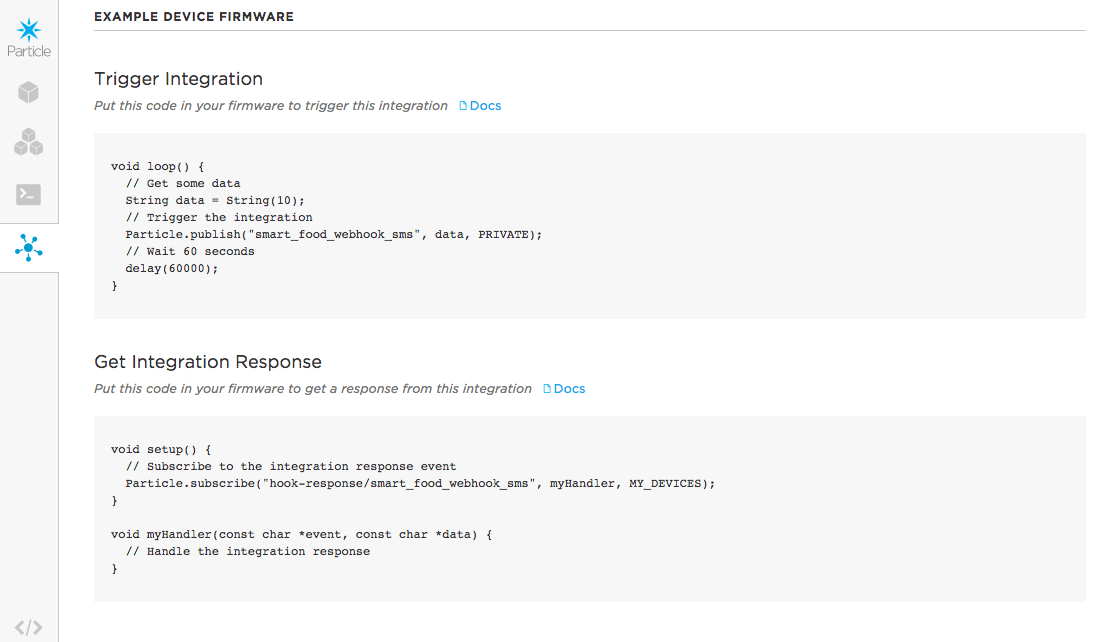 EXAMPLE DEVICE FIRMWARE
Particle
Trigger Integration
Put this code in your firmware to trigger this integration Docs
void loop() {
// Get some data
String data = String(10);
// Trigger the integration
Particle.publish("smart_food_webhook_sms", data, PRIVATE);
// Wait 60 seconds
delay(60000);
}
Get Integration Response
Put this code in your firmware to get a response from this integration Docs
void setup() {
// Subscribe to the integration response event
Particle.subscribe("hook-response/smart_food_webhook_sms", myHandler, MY_DEVICES);
}
void myHandler(const char *event, const char *data) {
// Handle the integration response
}